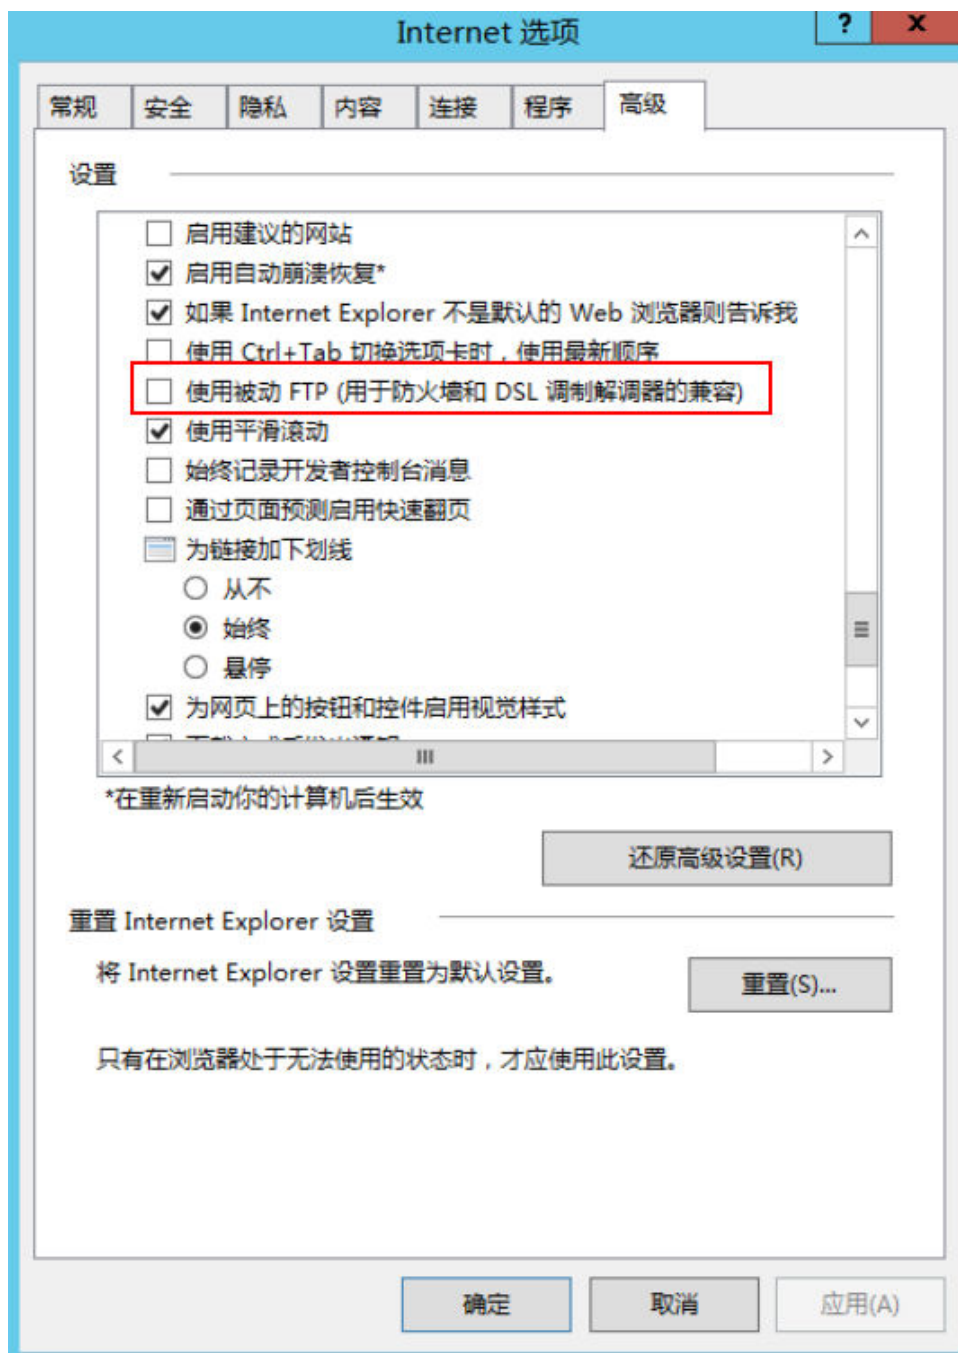 Internet 选项
? x
常规 安全 隐私 内容 连接 程序 高级
设置
启用建议的网站
启用自动崩溃恢复*
如果 Internet Explorer 不是默认的 Web 浏览器则告诉我
使用 Ctrl+Tab 切换选项卡时，使用最新顺序
使用被动 FTP (用于防火墙和 DSL 调制解调器的兼容)
使用平滑滚动
始终记录开发者控制台消息
通过页面预测启用快速翻页
为链接加下划线
从不
始终
悬停
为网页上的按钮和控件启用视觉样式
*在重新启动你的计算机后生效
还原高级设置(R)
重置 Internet Explorer 设置
将 Internet Explorer 设置重置为默认设置。
重置(S)...
只有在浏览器处于无法使用的状态时，才应使用此设置。
确定 取消 应用(A)